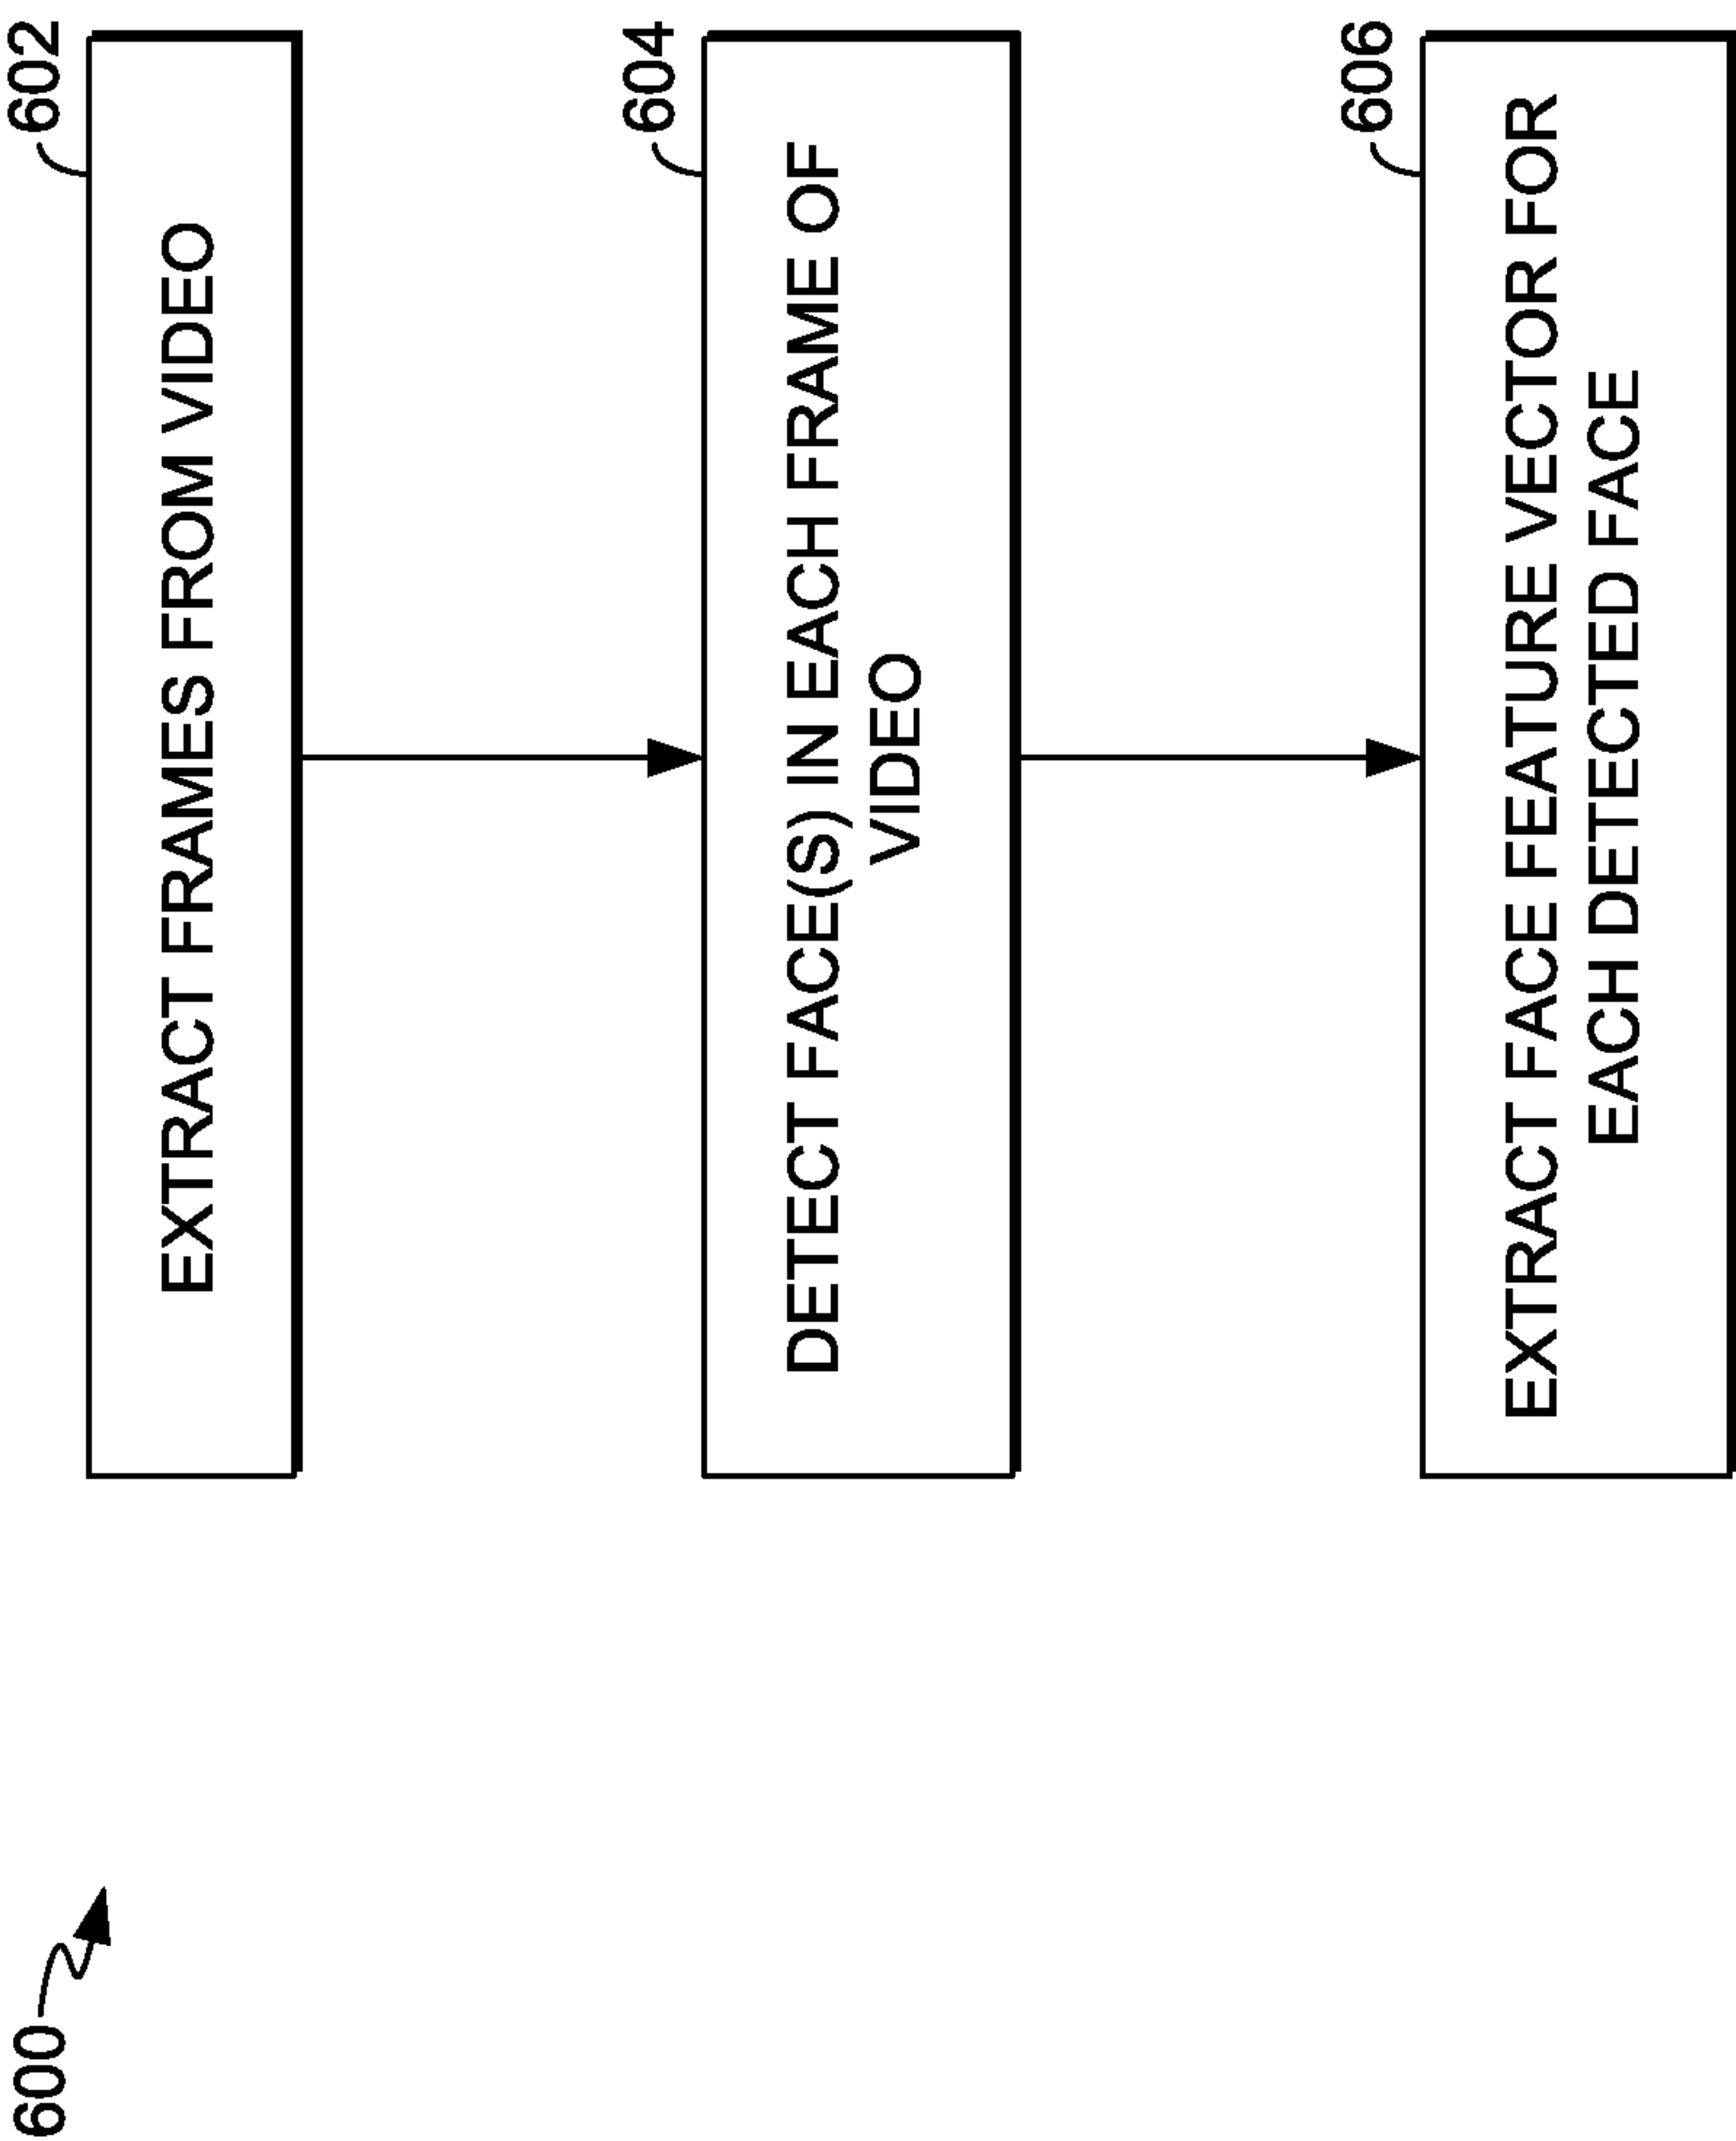 600
602
EXTRACT FRAMES FROM VIDEO
604
DETECT FACE(S) IN EACH FRAME OF
VIDEO
606
EXTRACT FACE FEATURE VECTOR FOR
EACH DETECTED FACE